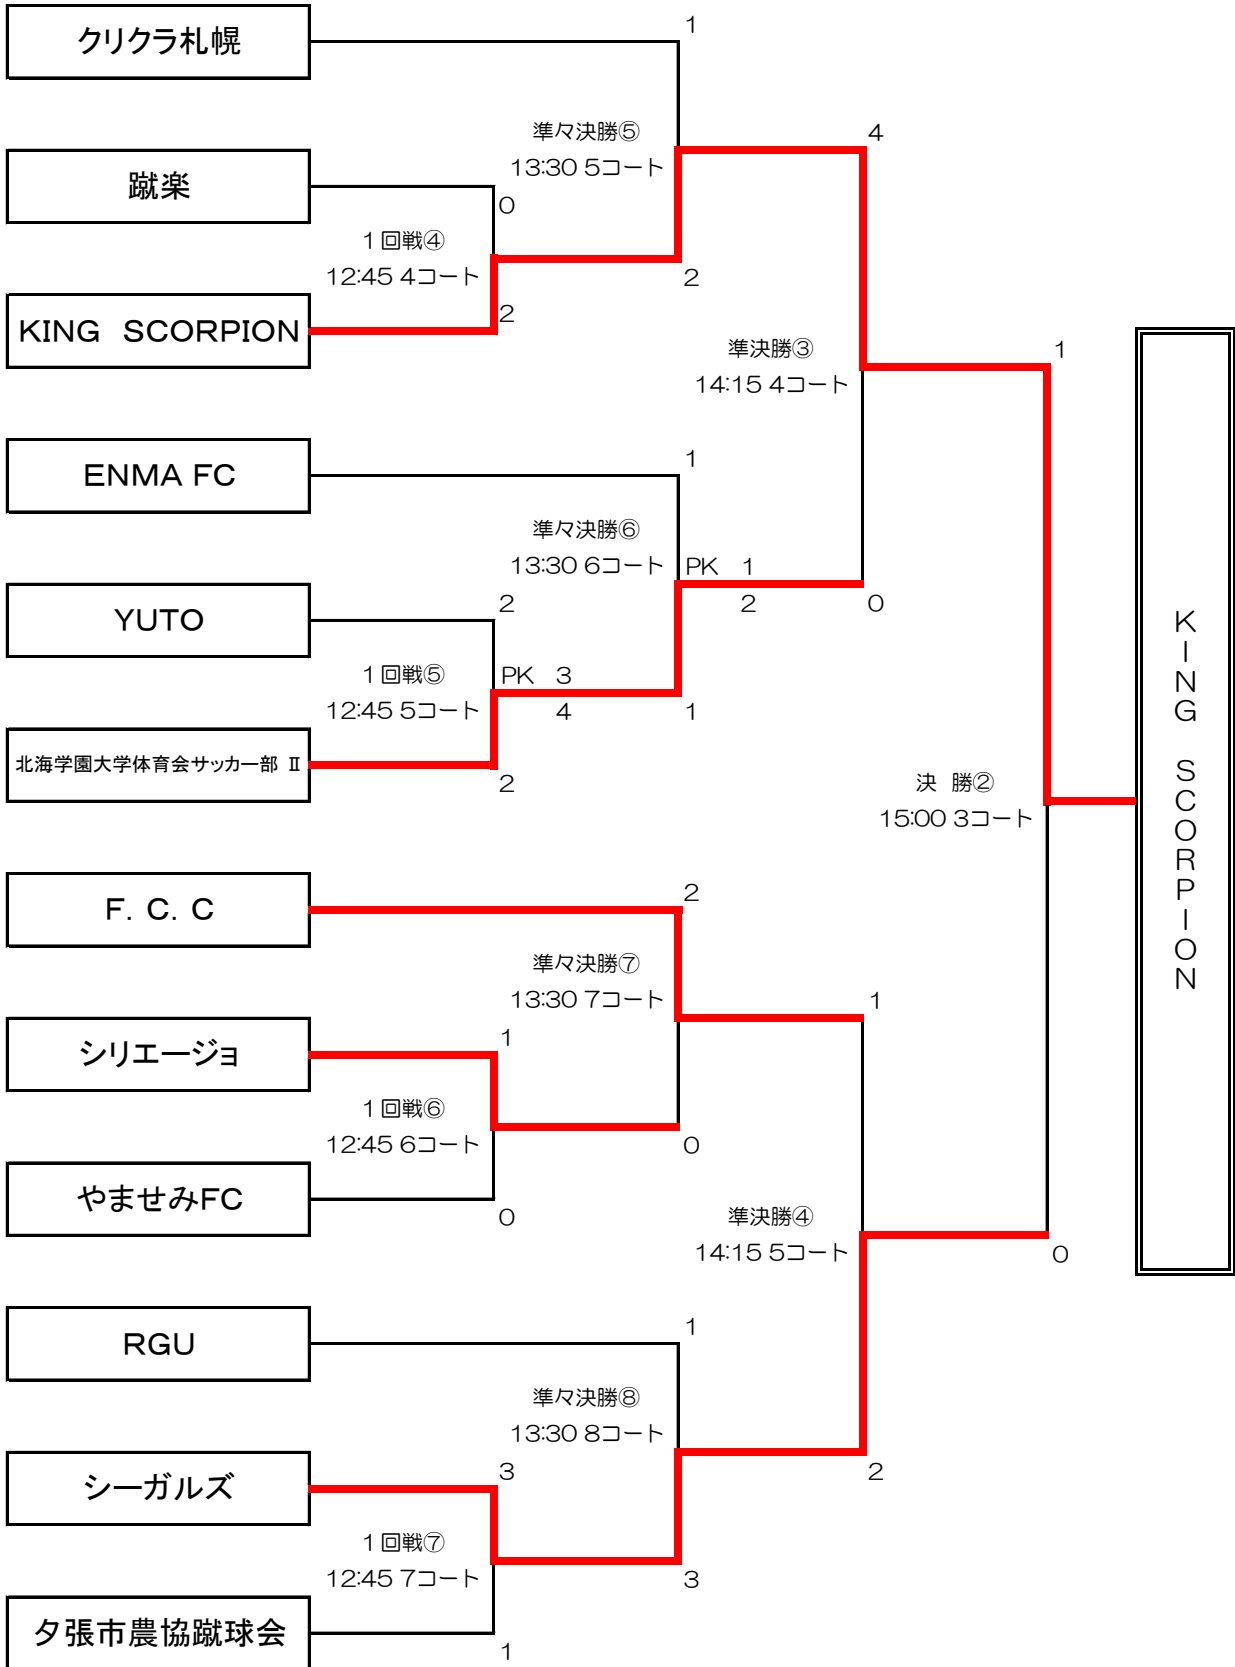 クリクラ札幌
1
準々決勝⑤
13:30 5コート
4
蹴楽
0
1回戦④
12:45 4コート
2
KING SCORPION
2
準決勝③
14:15 4コート
1
ENMA FC
1
準々決勝⑥
13:30 6コート
PK 1
2
0
YUTO
2
1回戦⑤
12:45 5コート
PK 3
4
1
北海学園大学体育会サッカー部 Ⅱ
2
決 勝②
15:00 3コート
KING SCORPION
F. C. C
2
準々決勝⑦
13:30 7コート
1
シリエージョ
1
1回戦⑥
12:45 6コート
0
やませみFC
0
準決勝④
14:15 5コート
0
RGU
1
準々決勝⑧
13:30 8コート
2
シーガルズ
3
1回戦⑦
12:45 7コート
3
夕張市農協蹴球会
1